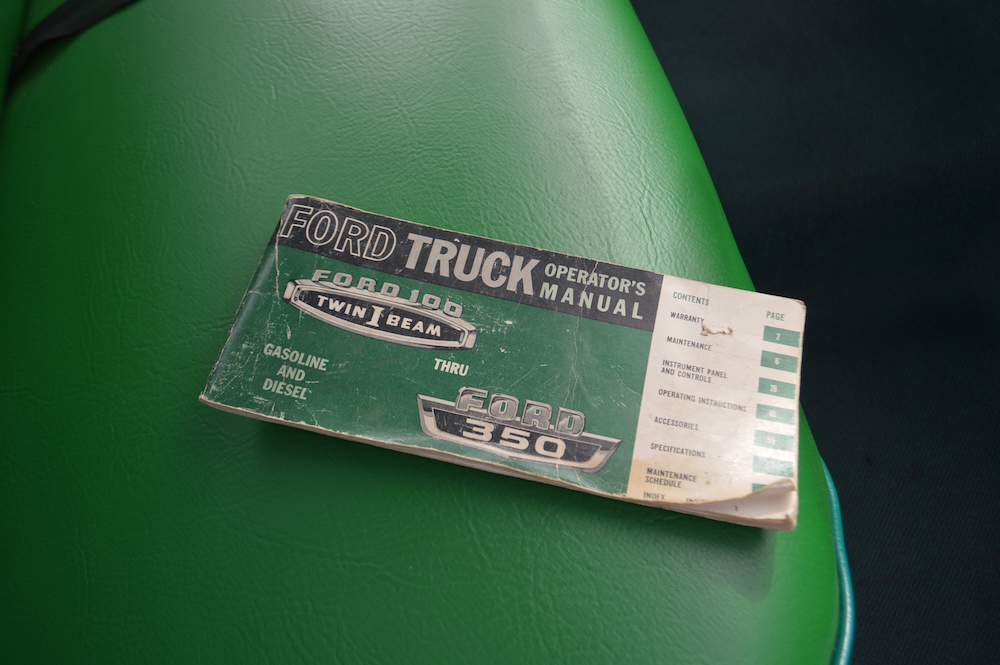 FORD TRUCK OPERATOR'S MANUAL
FORD 100
TWIN I BEAM
GASOLINE
AND
DIESEL
THRU
FORD
350
CONTENTS PAGE
WARRANTY 2
MAINTENANCE 6
INSTRUMENT PANEL
AND CONTROLS
OPERATING INSTRUCTIONS
ACCESSORIES
SPECIFICATIONS
MAINTENANCE
SCHEDULE
INDEX